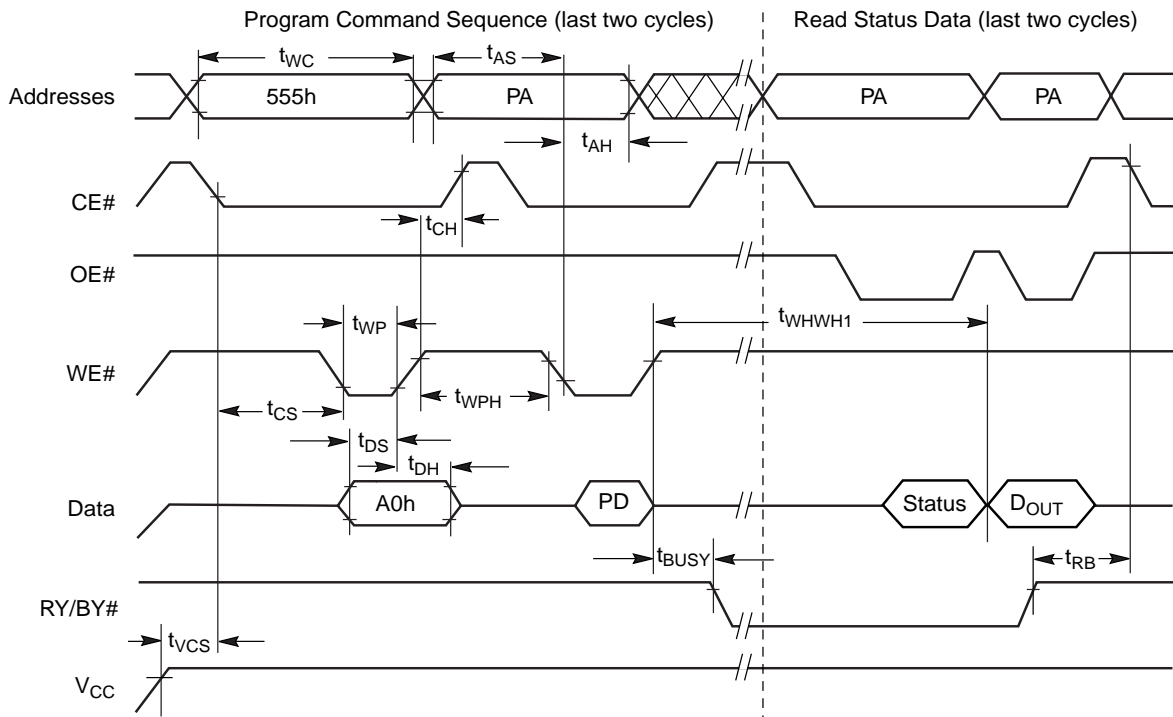 Program Command Sequence (last two cycles) Read Status Data (last two cycles)
tWC tAS
Addresses 555h PA PA PA
tAH
CE#
tCH
OE#
tWP tWHWH1
WE#
tCS tWPH
tDS
tDH
Data A0h PD Status DOUT
tBUSY tRB
RY/BY#
tVCS
VCC